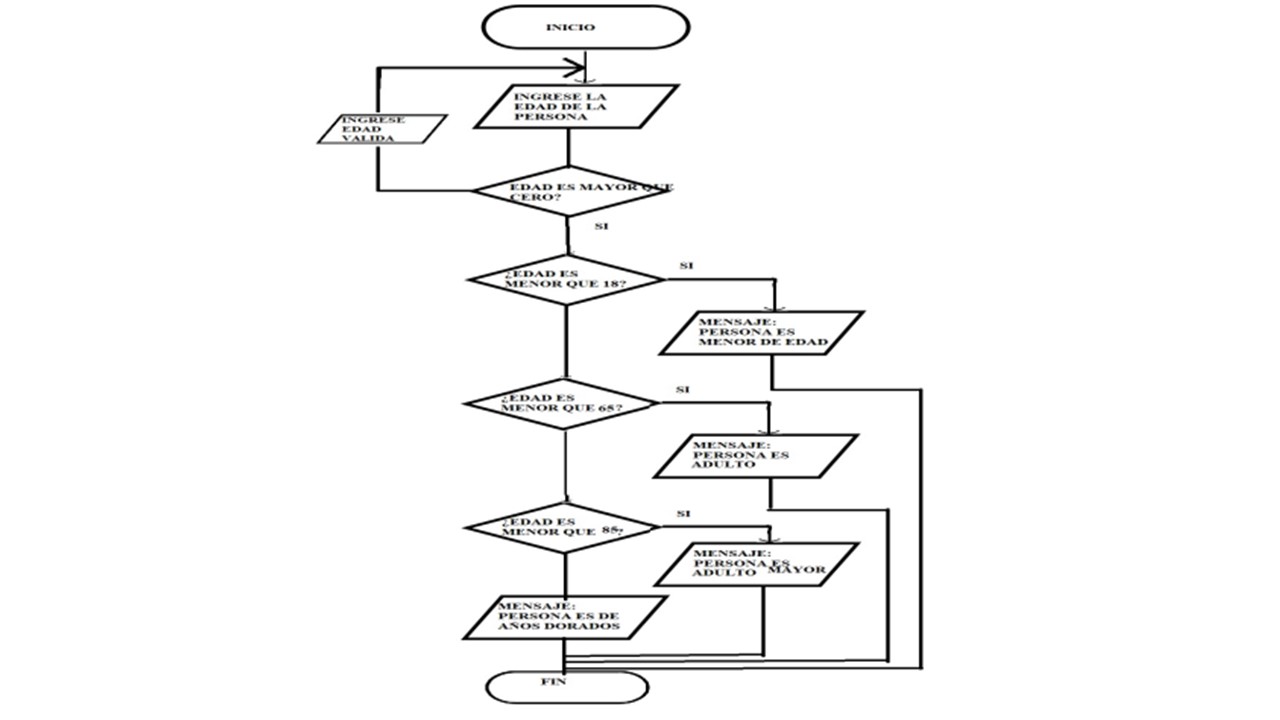 INICIO
INGRESE LA
EDAD DE LA
PERSONA
INGRESE
EDAD
VALIDA
EDAD ES MAYOR QUE
CERO?
SI
¿EDAD ES
MENOR QUE 18?
SI
MENSAJE:
PERSONA ES
MENOR DE EDAD
¿EDAD ES
MENOR QUE 65?
SI
MENSAJE:
PERSONA ES
ADULTO
¿EDAD ES
MENOR QUE 85?
SI
MENSAJE:
PERSONA ES
ADULTO MAYOR
MENSAJE:
PERSONA ES DE
AÑOS DORADOS
FIN